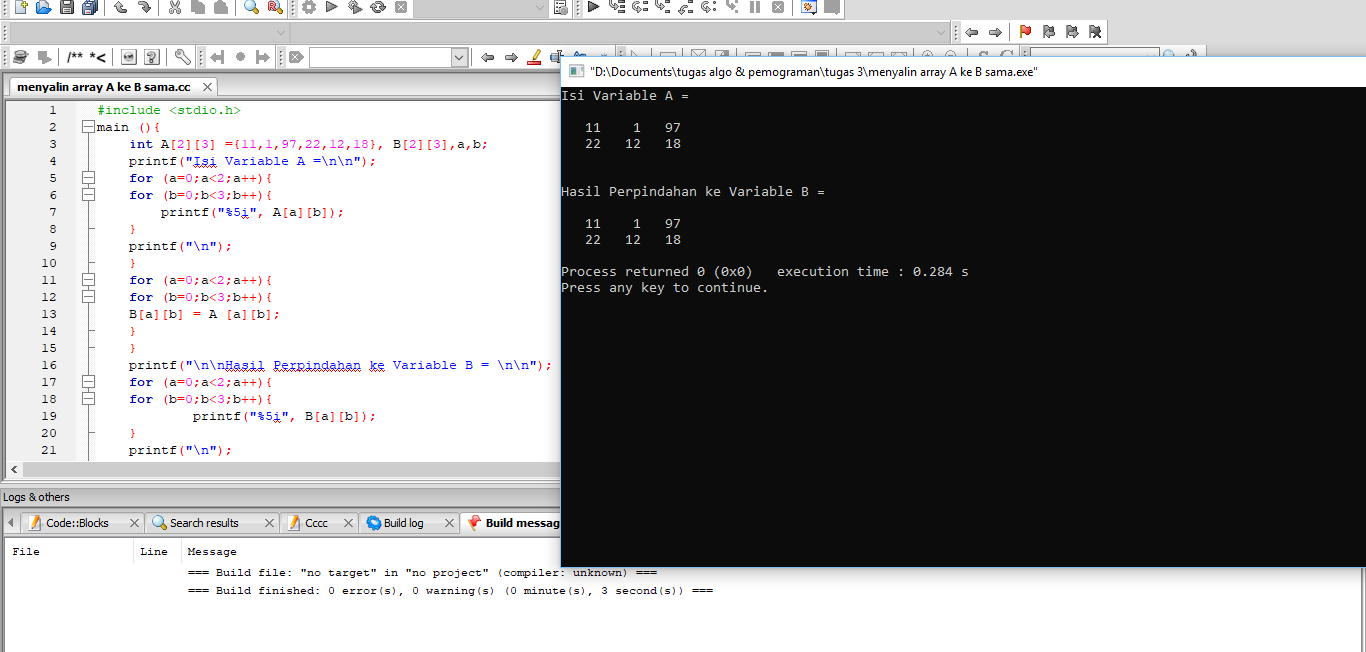 /** *<
menyalin array A ke B sama.cc
1 #include <stdio.h>
2 main (){
3 int A[2][3] ={11,1,97,22,12,18}, B[2][3],a,b;
4 printf("Isi Variable A =\n\n");
5 for (a=0;a<2;a++){
6 for (b=0;b<3;b++){
7 printf("%5i", A[a][b]);
8 }
9 printf("\n");
10 }
11 for (a=0;a<2;a++){
12 for (b=0;b<3;b++){
13 B[a][b] = A [a][b];
14 }
15 }
16 printf("\n\nHasil Perpindahan ke Variable B = \n\n");
17 for (a=0;a<2;a++){
18 for (b=0;b<3;b++){
19 printf("%5i", B[a][b]);
20 }
21 printf("\n");
"D:\Documents\tugas algo & pemograman\tugas 3\menyalin array A ke B sama.exe"
Isi Variable A =
11 1 97
22 12 18
Hasil Perpindahan ke Variable B =
11 1 97
22 12 18
Process returned 0 (0x0) execution time : 0.284 s
Press any key to continue.
Logs & others
Code::Blocks Search results Cccc Build log Build messag
File Line Message
=== Build file: "no target" in "no project" (compiler: unknown) ===
=== Build finished: 0 error(s), 0 warning(s) (0 minute(s), 3 second(s)) ===